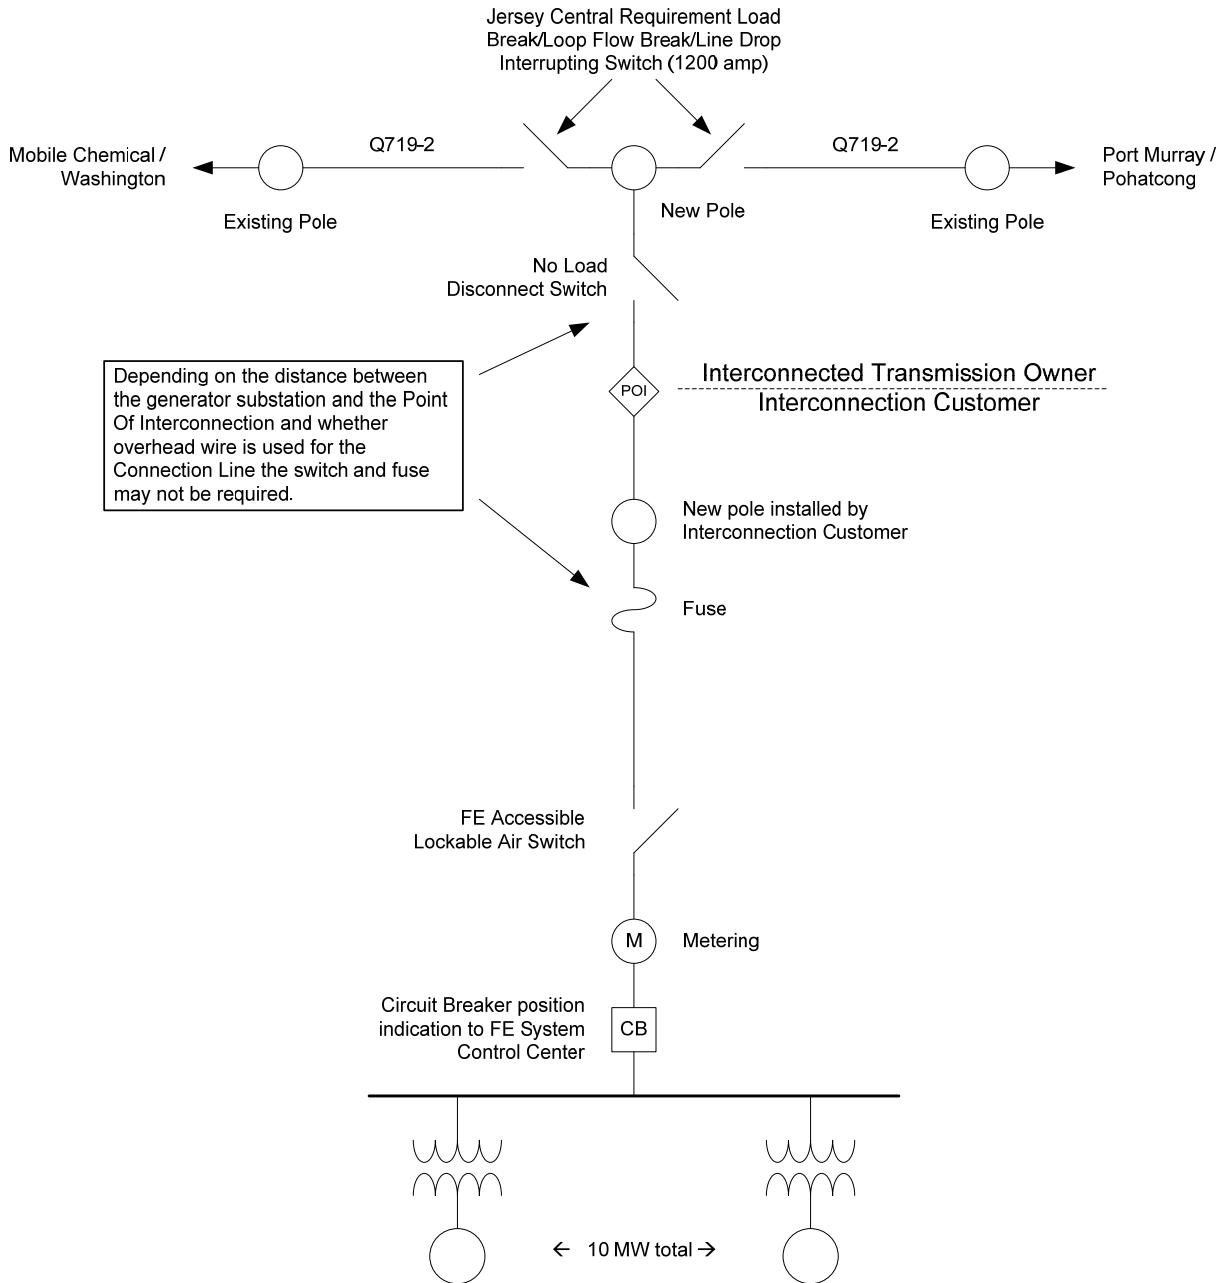 Jersey Central Requirement Load
Break/Loop Flow Break/Line Drop
Interrupting Switch (1200 amp)
Q719-2
Q719-2
Mobile Chemical /
Washington
Port Murray /
Pohatcong
Existing Pole
New Pole
Existing Pole
No Load
Disconnect Switch
Depending on the distance between
the generator substation and the Point
Of Interconnection and whether
overhead wire is used for the
Connection Line the switch and fuse
may not be required.
POI
Interconnected Transmission Owner
Interconnection Customer
New pole installed by
Interconnection Customer
Fuse
FE Accessible
Lockable Air Switch
M
Metering
Circuit Breaker position
indication to FE System
Control Center
CB
← 10 MW total →